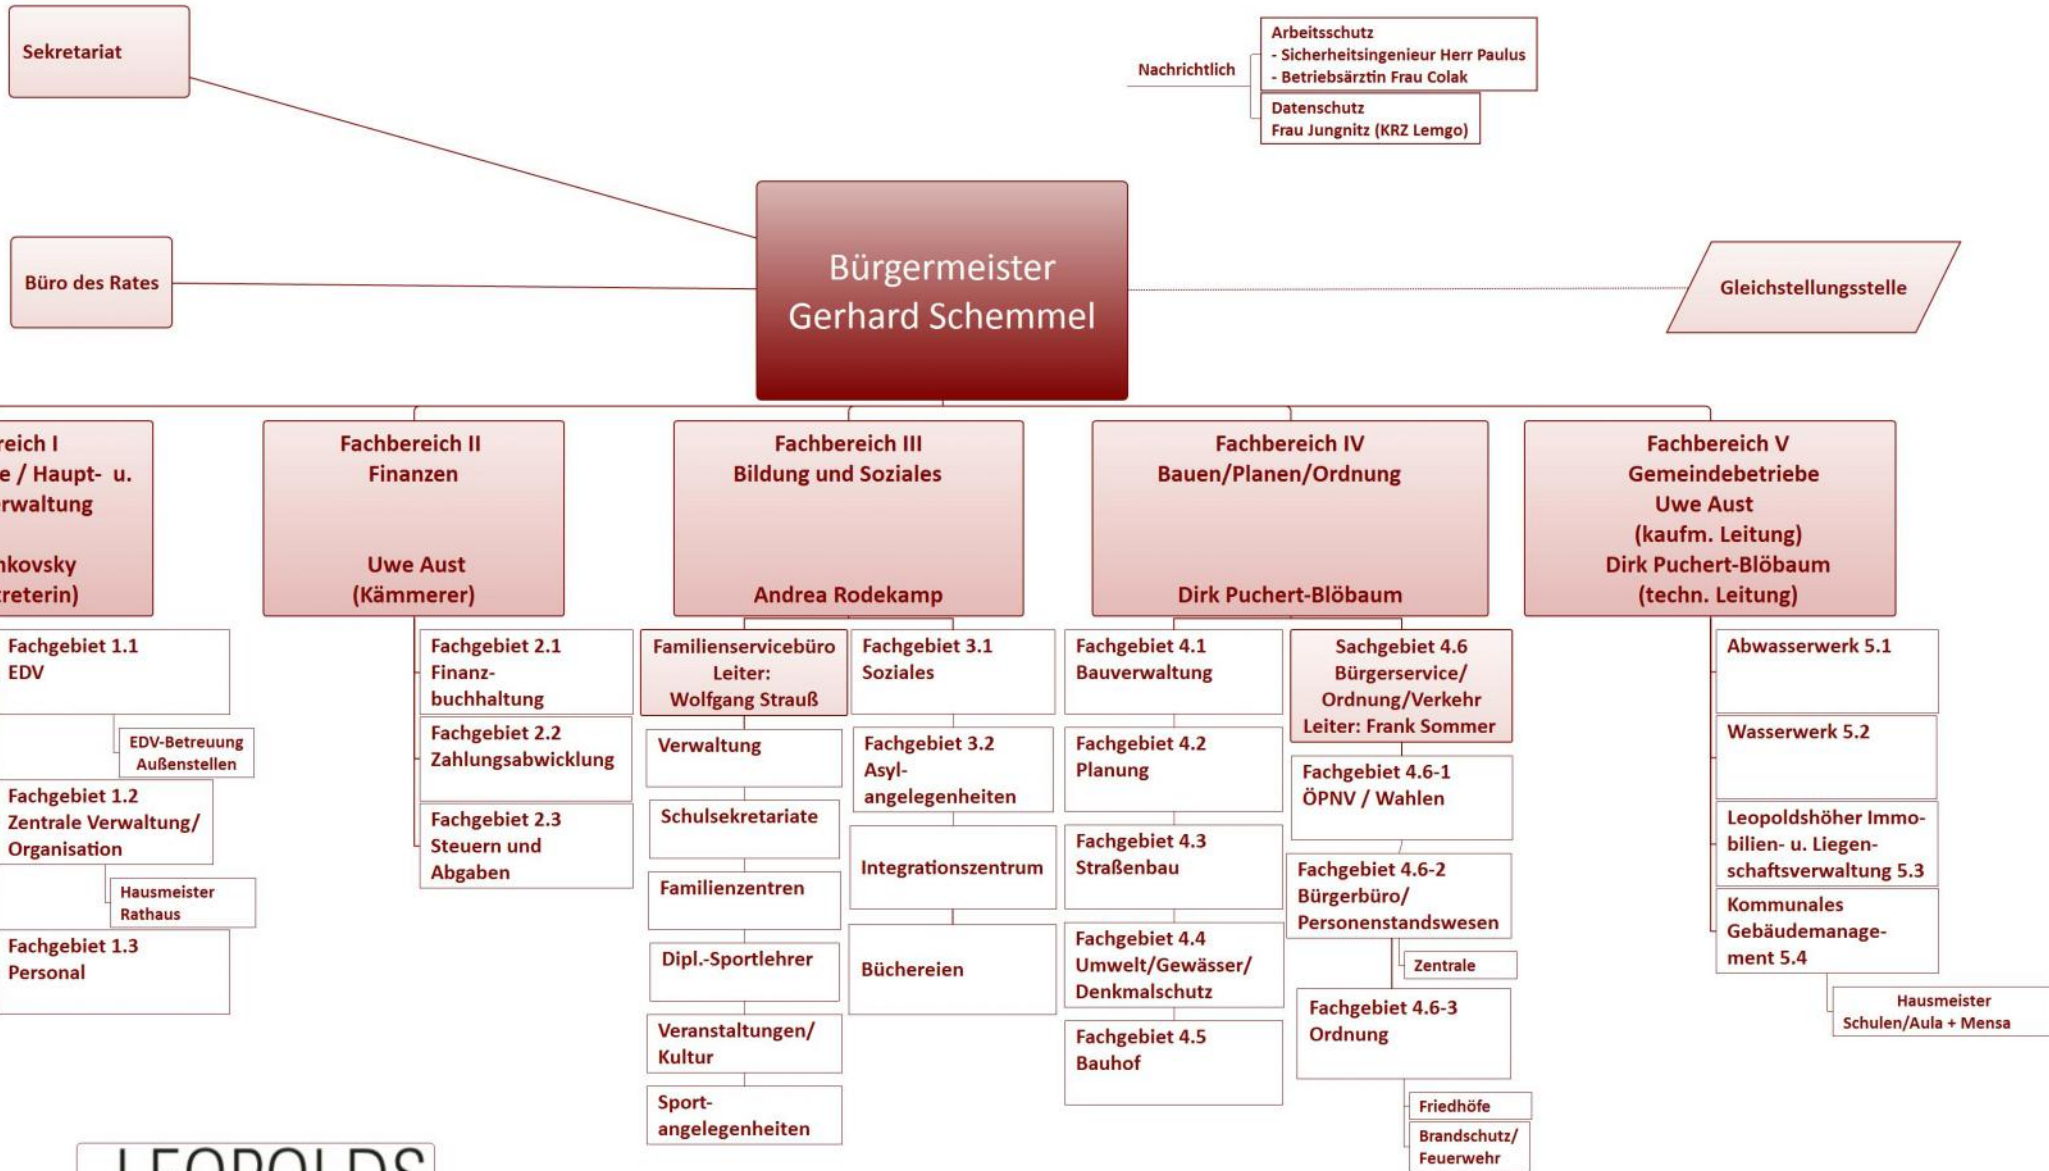 Sekretariat
Nachrichtlich
Arbeitsschutz
- Sicherheitsingenieur Herr Paulus
- Betriebsärztin Frau Colak
Datenschutz
Frau Jungnitz (KRZ Lemgo)
Büro des Rates
Bürgermeister
Gerhard Schemmel
Gleichstellungsstelle
reich I
e / Haupt- u.
rwaltung
nkovsky
treterin)
Fachgebiet 1.1
EDV
EDV-Betreuung
Außenstellen
Fachgebiet 1.2
Zentrale Verwaltung/
Organisation
Hausmeister
Rathaus
Fachgebiet 1.3
Personal
Fachbereich II
Finanzen
Uwe Aust
(Kämmerer)
Fachgebiet 2.1
Finanz-
buchhaltung
Fachgebiet 2.2
Zahlungsabwicklung
Fachgebiet 2.3
Steuern und
Abgaben
Fachbereich III
Bildung und Soziales
Andrea Rodekamp
Familienservicebüro
Leiter:
Wolfgang Strauß
Verwaltung
Schulsekretariate
Familienzentren
Dipl.-Sportlehrer
Veranstaltungen/
Kultur
Sport-
angelegenheiten
Fachgebiet 3.1
Soziales
Fachgebiet 3.2
Asyl-
angelegenheiten
Integrationszentrum
Büchereien
Fachbereich IV
Bauen/Planen/Ordnung
Dirk Puchert-Blöbaum
Fachgebiet 4.1
Bauverwaltung
Fachgebiet 4.2
Planung
Fachgebiet 4.3
Straßenbau
Fachgebiet 4.4
Umwelt/Gewässer/
Denkmalschutz
Fachgebiet 4.5
Bauhof
Sachgebiet 4.6
Bürgerservice/
Ordnung/Verkehr
Leiter: Frank Sommer
Fachgebiet 4.6-1
ÖPNV / Wahlen
Fachgebiet 4.6-2
Bürgerbüro/
Personenstandswesen
Zentrale
Fachgebiet 4.6-3
Ordnung
Friedhöfe
Brandschutz/
Feuerwehr
Fachbereich V
Gemeindebetriebe
Uwe Aust
(kaufm. Leitung)
Dirk Puchert-Blöbaum
(techn. Leitung)
Abwasserwerk 5.1
Wasserwerk 5.2
Leopoldshöher Immo-
bilien- u. Liegen-
schaftsverwaltung 5.3
Kommunales
Gebäudemanage-
ment 5.4
Hausmeister
Schulen/Aula + Mensa
LEOPOLDS